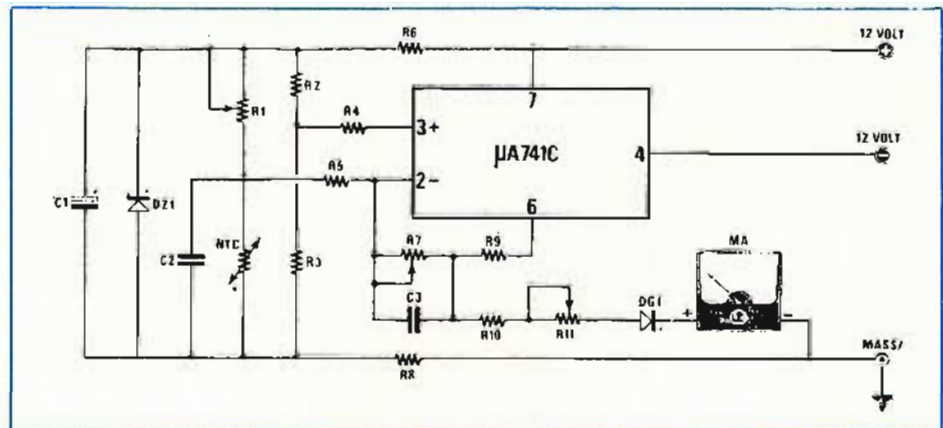 R6
12 VOLT
R2
R1
7
R4
3+
µA741C
4
12 VOLT
R5
2-
C1
DZ1
6
MA
R7
R9
C2
NTC
R3
C3
DG1
+
-
R10
R11
MASSA
R8